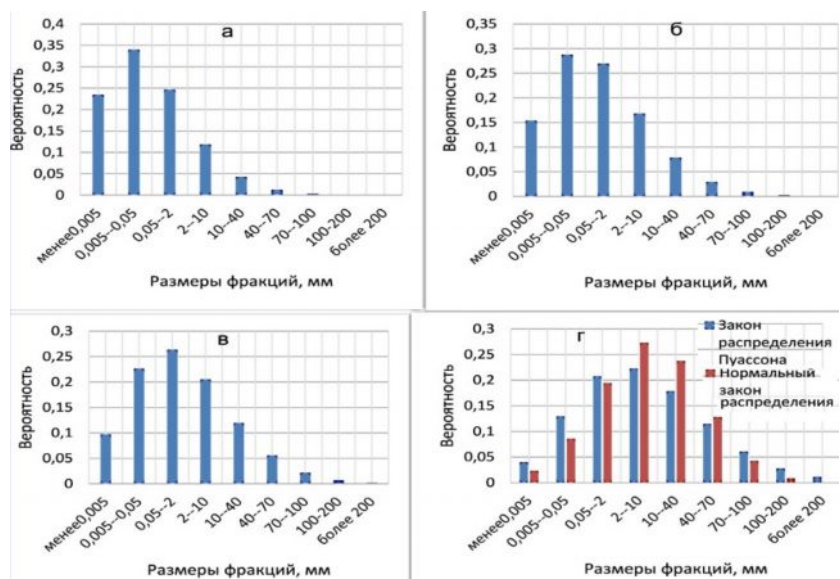 а
0,4
0,35
0,3
0,25
0,2
0,15
0,1
0,05
0
Вероятность
менее0,005
0,005--0,05
0,05--2
2--10
10--40
40--70
70--100
100-200
более 200
Размеры фракций, мм
б
0,35
0,3
0,25
0,2
0,15
0,1
0,05
0
Вероятность
менее0,005
0,005--0,05
0,05--2
2--10
10--40
40--70
70--100
100-200
более 200
Размеры фракций, мм
в
0,3
0,25
0,2
0,15
0,1
0,05
0
Вероятность
менее0,005
0,005--0,05
0,05--2
2--10
10--40
40--70
70--100
100-200
более 200
Размеры фракций, мм
г
0,3
0,25
0,2
0,15
0,1
0,05
0
Вероятность
Закон
распределения
Пуассона
Нормальный
закон
распределения
менее0,005
0,005--0,05
0,05--2
2--10
10--40
40--70
70--100
100-200
более 200
Размеры фракций, мм